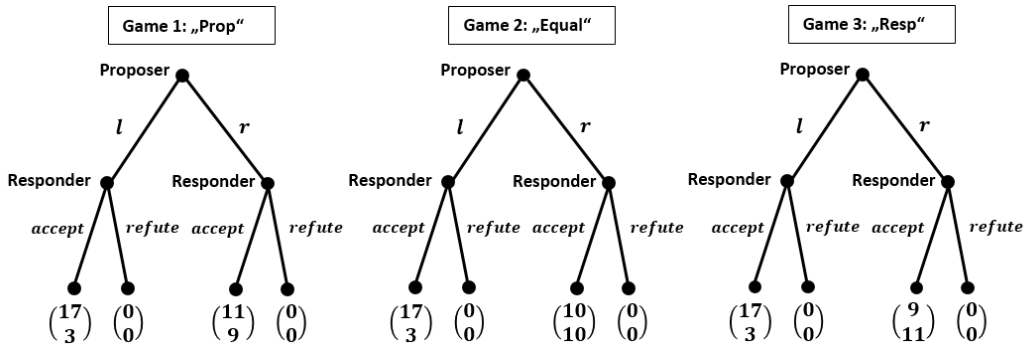 Game 1: „Prop“ Game 2: „Equal“ Game 3: „Resp“
Proposer Proposer Proposer
l r l r l r
Responder Responder Responder Responder Responder Responder
accept refute accept refute accept refute accept refute accept refute accept refute
(17 (0 (11 (0 (17 (0 (10 (0 (17 (0 (9 (0
3) 0) 9) 0) 3) 0) 10) 0) 3) 0) 11) 0)